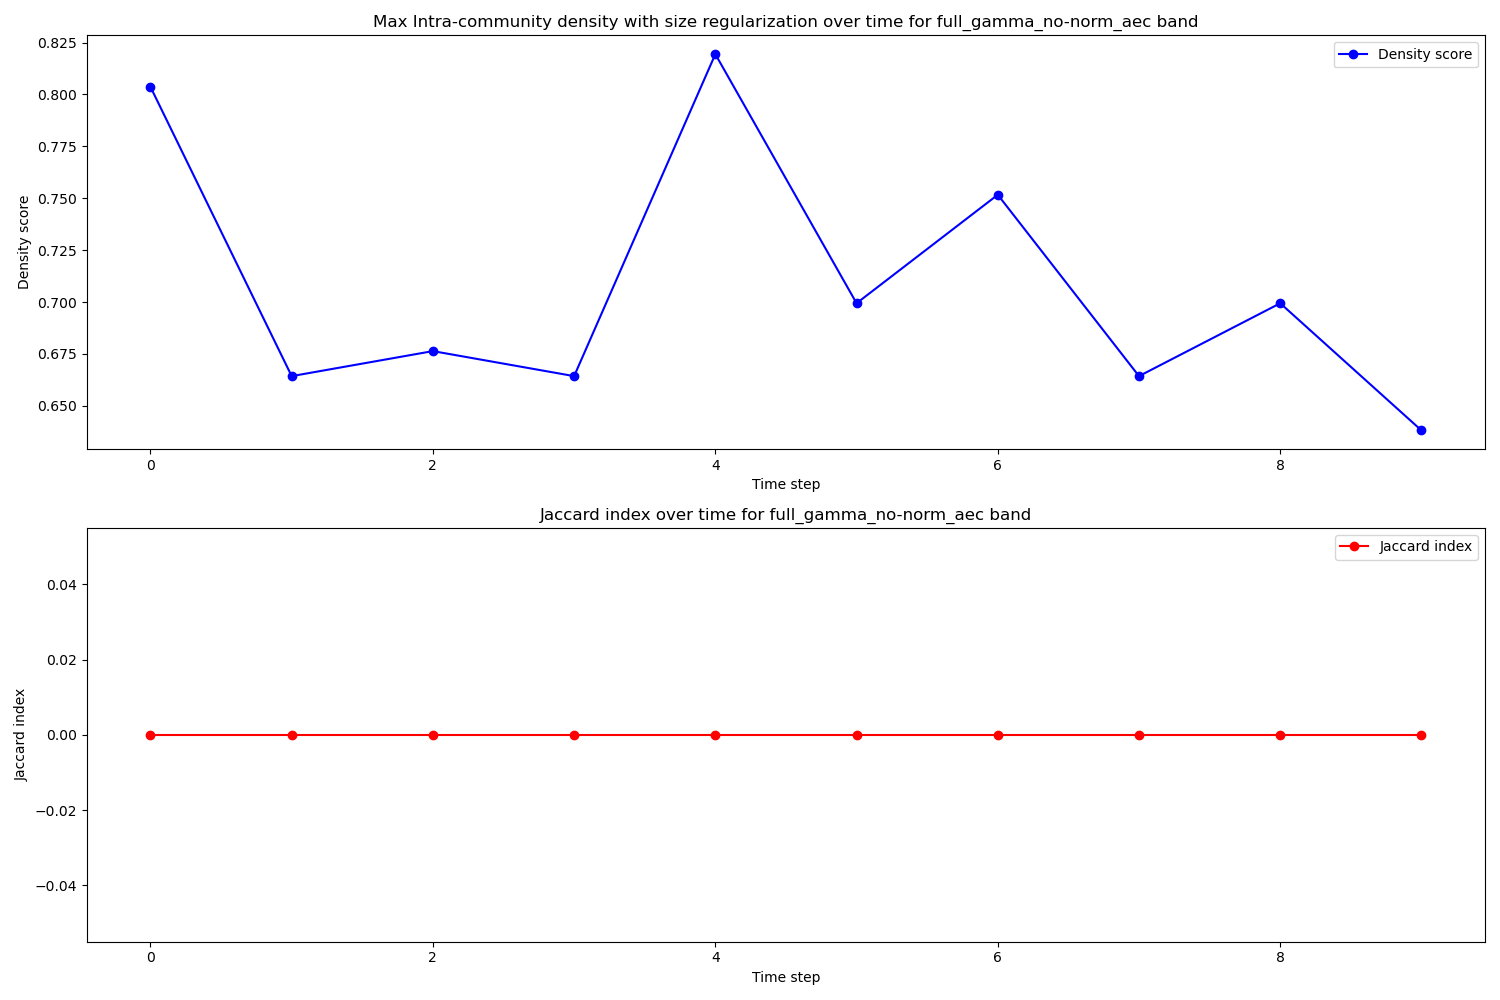 Max Intra-community density with size regularization over time for full_gamma_no-norm_aec band
Density score
0.825
0.800
0.775
0.750
0.725
0.700
0.675
0.650
Density score
0 2 4 6 8
Time step
Jaccard index over time for full_gamma_no-norm_aec band
Jaccard index
0.04
0.02
0.00
−0.02
−0.04
Jaccard index
0 2 4 6 8
Time step